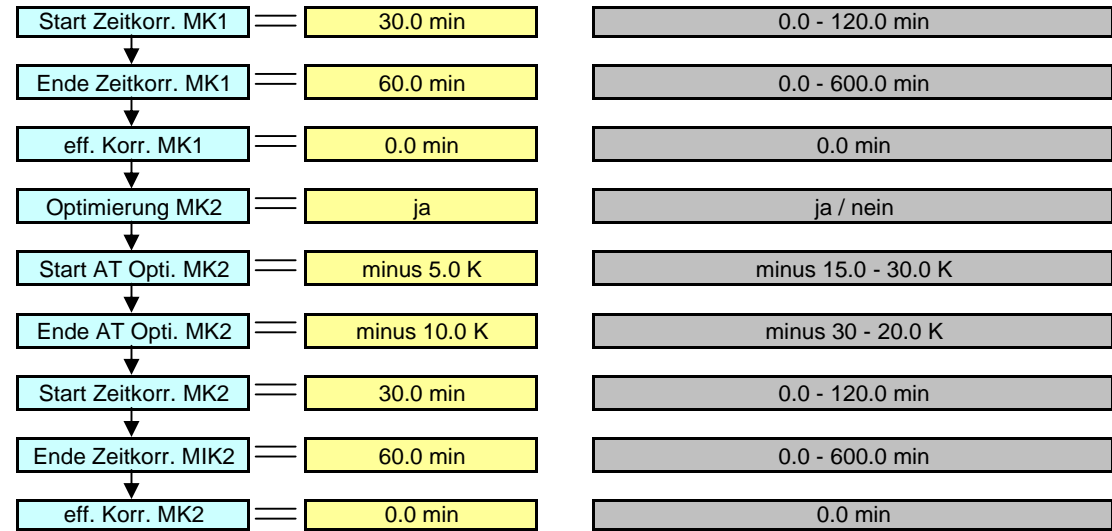 Start Zeitkorr. MK1 30.0 min 0.0 - 120.0 min
Ende Zeitkorr. MK1 60.0 min 0.0 - 600.0 min
eff. Korr. MK1 0.0 min 0.0 min
Optimierung MK2 ja ja / nein
Start AT Opti. MK2 minus 5.0 K minus 15.0 - 30.0 K
Ende AT Opti. MK2 minus 10.0 K minus 30 - 20.0 K
Start Zeitkorr. MK2 30.0 min 0.0 - 120.0 min
Ende Zeitkorr. MIK2 60.0 min 0.0 - 600.0 min
eff. Korr. MK2 0.0 min 0.0 min